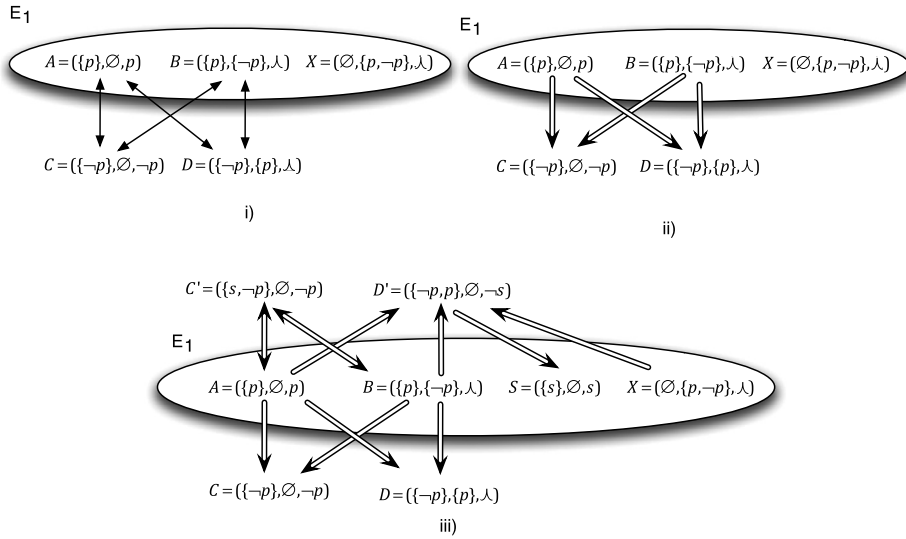 E₁
A=({p},∅,p) B=({p},{¬p},⋏) X=(∅,{p,¬p},⋏)
C=({¬p},∅,¬p) D=({¬p},{p},⋏)
i)
E₁
A=({p},∅,p) B=({p},{¬p},⋏) X=(∅,{p,¬p},⋏)
C=({¬p},∅,¬p) D=({¬p},{p},⋏)
ii)
C'=({s,¬p},∅,¬p) D'=({¬p,p},∅,¬s)
E₁
A=({p},∅,p) B=({p},{¬p},⋏) S=({s},∅,s) X=(∅,{p,¬p},⋏)
C=({¬p},∅,¬p) D=({¬p},{p},⋏)
iii)